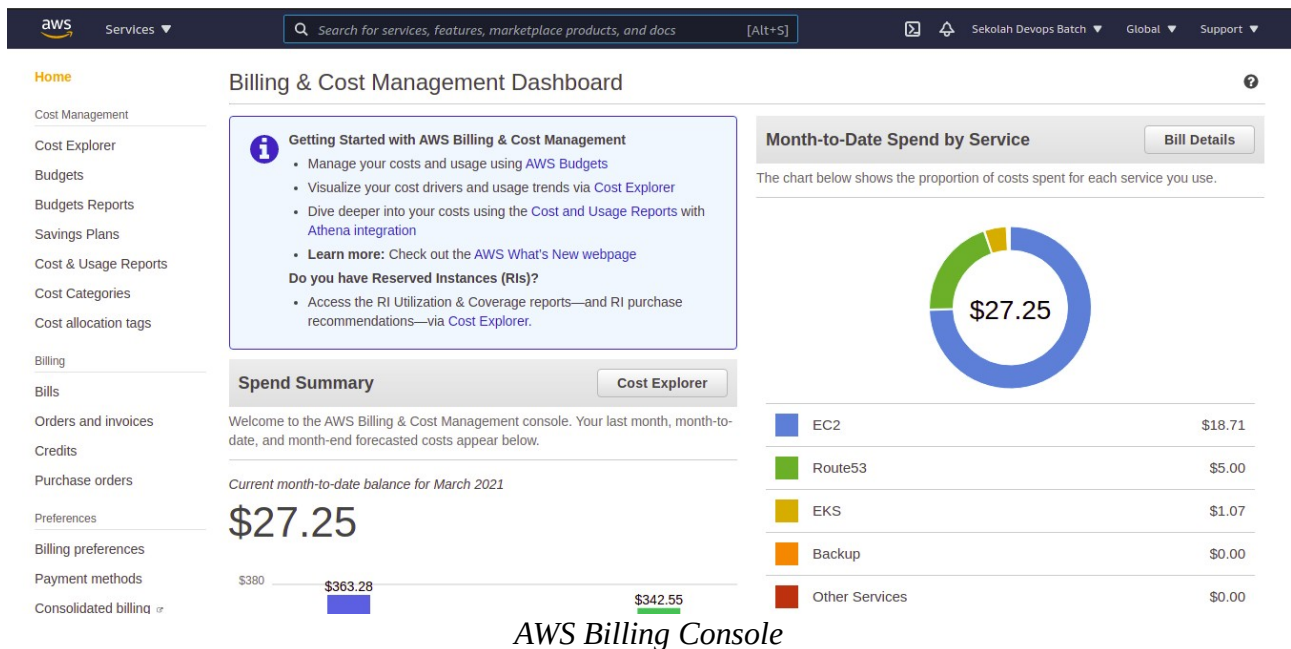 aws
Services ▼
Search for services, features, marketplace products, and docs
[Alt+S]
Sekolah Devops Batch ▼
Global ▼
Support ▼
Home
Cost Management
Cost Explorer
Budgets
Budgets Reports
Savings Plans
Cost & Usage Reports
Cost Categories
Cost allocation tags
Billing
Bills
Orders and invoices
Credits
Purchase orders
Preferences
Billing preferences
Payment methods
Consolidated billing
Billing & Cost Management Dashboard
?
i
Getting Started with AWS Billing & Cost Management
• Manage your costs and usage using AWS Budgets
• Visualize your cost drivers and usage trends via Cost Explorer
• Dive deeper into your costs using the Cost and Usage Reports with
Athena integration
• Learn more: Check out the AWS What's New webpage
Do you have Reserved Instances (RIs)?
• Access the RI Utilization & Coverage reports—and RI purchase
recommendations—via Cost Explorer.
Spend Summary
Cost Explorer
Welcome to the AWS Billing & Cost Management console. Your last month, month-to-
date, and month-end forecasted costs appear below.
Current month-to-date balance for March 2021
$27.25
$380
$363.28
$342.55
Month-to-Date Spend by Service
Bill Details
The chart below shows the proportion of costs spent for each service you use.
$27.25
EC2 $18.71
Route53 $5.00
EKS $1.07
Backup $0.00
Other Services $0.00
AWS Billing Console